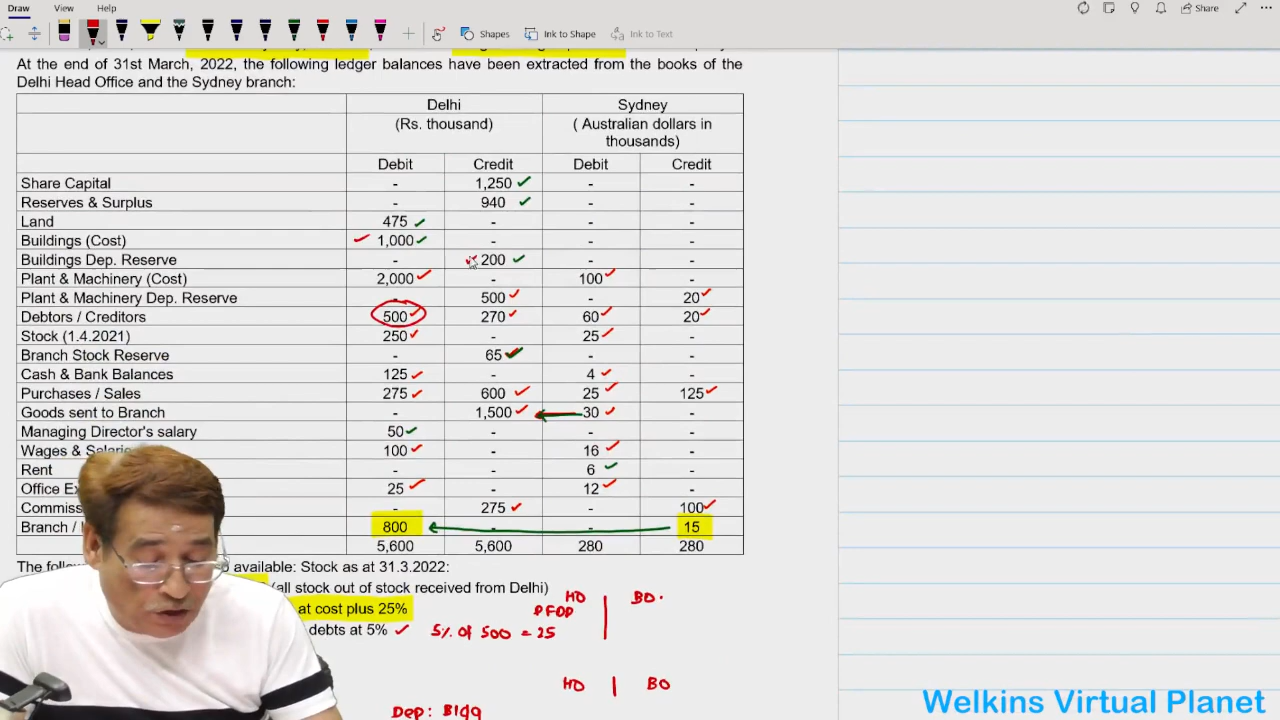 Draw View Help
Shapes Ink to Shape Ink to Text Share
At the end of 31st March, 2022, the following ledger balances have been extracted from the books of the
Delhi Head Office and the Sydney branch:
Delhi Sydney
(Rs. thousand) ( Australian dollars in
thousands)
Debit Credit Debit Credit
Share Capital - 1,250 - -
Reserves & Surplus - 940 - -
Land 475 - - -
Buildings (Cost) 1,000 - - -
Buildings Dep. Reserve - 200 - -
Plant & Machinery (Cost) 2,000 - 100 -
Plant & Machinery Dep. Reserve - 500 - 20
Debtors / Creditors 500 270 60 20
Stock (1.4.2021) 250 - 25 -
Branch Stock Reserve - 65 - -
Cash & Bank Balances 125 - 4 -
Purchases / Sales 275 600 25 125
Goods sent to Branch - 1,500 30 -
Managing Director's salary 50 - - -
Wages & 100 - 16 -
Rent - - 6 -
Office 25 - 12 -
- 275 - 100
Branch / 800 - - 15
5,600 5,600 280 280
The available: Stock as at 31.3.2022:
(all stock out of stock received from Delhi)
HO BO.
at cost plus 25% PFOD
debts at 5% 5% of 500 = 25
HO BO
Dep: Bldg
Welkins Virtual Planet